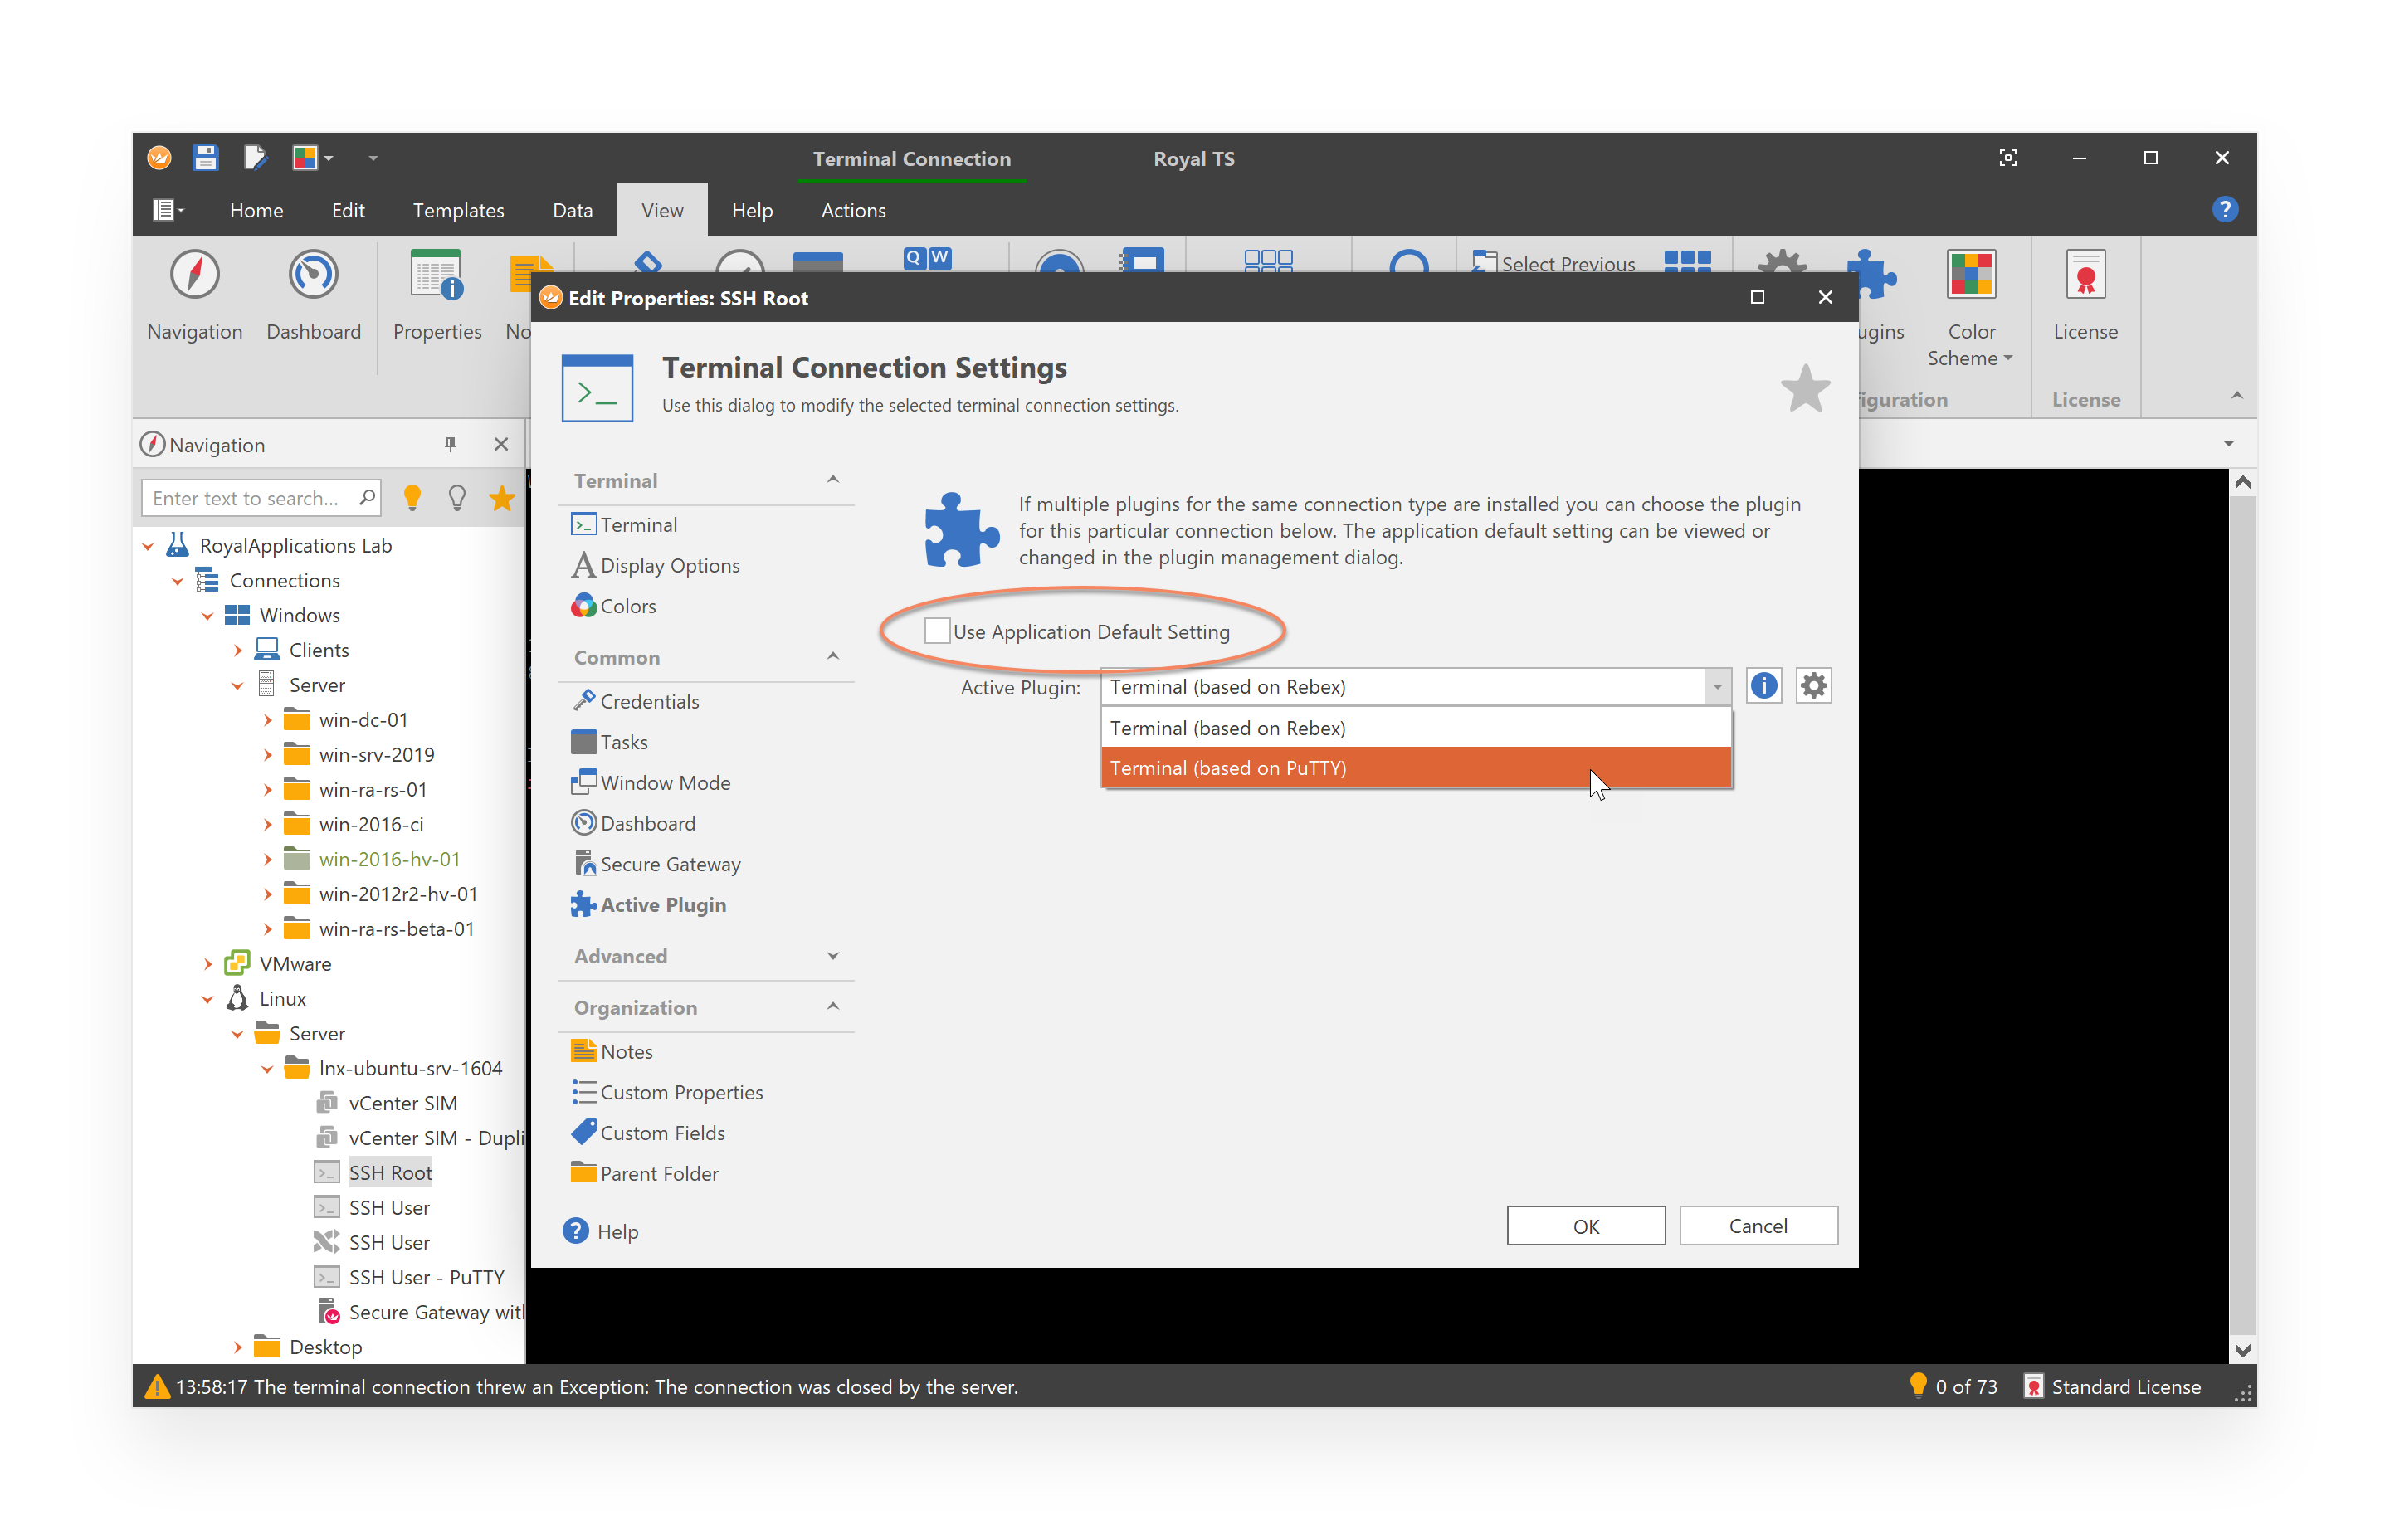 Terminal Connection
Royal TS
Home
Edit
Templates
Data
View
Help
Actions
?
Navigation
Dashboard
Properties
Q W
Select Previous
Color
Scheme
License
License
Edit Properties: SSH Root
Terminal Connection Settings
Use this dialog to modify the selected terminal connection settings.
Navigation
Enter text to search...
RoyalApplications Lab
Connections
Windows
Clients
Server
win-dc-01
win-srv-2019
win-ra-rs-01
win-2016-ci
win-2016-hv-01
win-2012r2-hv-01
win-ra-rs-beta-01
VMware
Linux
Server
lnx-ubuntu-srv-1604
vCenter SIM
vCenter SIM - Dupli
SSH Root
SSH User
SSH User
SSH User - PuTTY
Secure Gateway
Desktop
Terminal
Terminal
Display Options
Colors
Common
Credentials
Tasks
Window Mode
Dashboard
Secure Gateway
Active Plugin
Advanced
Organization
Notes
Custom Properties
Custom Fields
Parent Folder
Help
If multiple plugins for the same connection type are installed you can choose the plugin
for this particular connection below. The application default setting can be viewed or
changed in the plugin management dialog.
Use Application Default Setting
Active Plugin:
Terminal (based on Rebex)
Terminal (based on Rebex)
Terminal (based on PuTTY)
OK
Cancel
13:58:17 The terminal connection threw an Exception: The connection was closed by the server.
0 of 73
Standard License